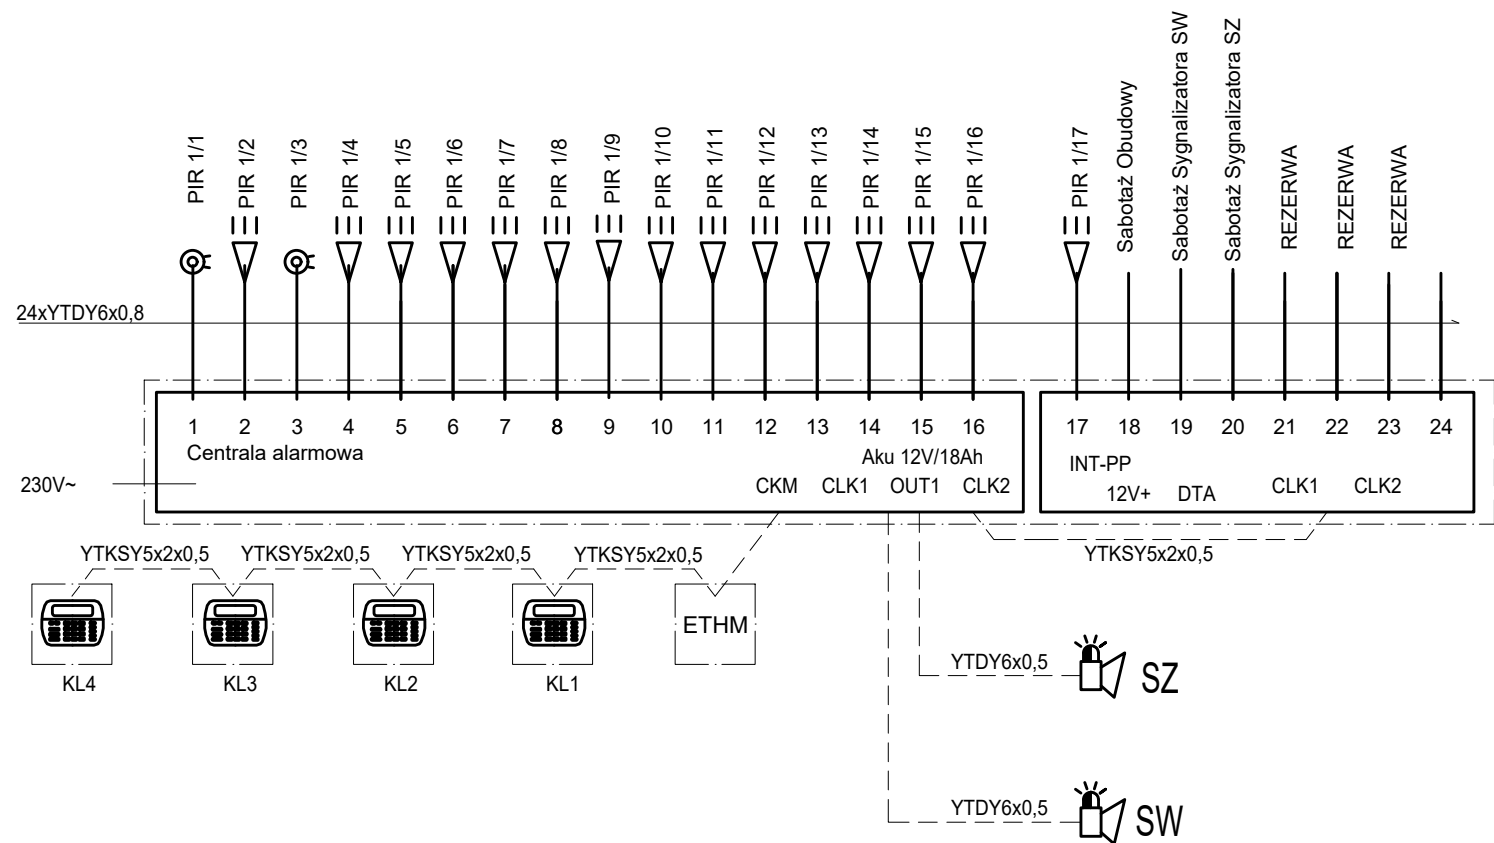 PIR 1/1
PIR 1/2
PIR 1/3
PIR 1/4
PIR 1/5
PIR 1/6
PIR 1/7
PIR 1/8
PIR 1/9
PIR 1/10
PIR 1/11
PIR 1/12
PIR 1/13
PIR 1/14
PIR 1/15
PIR 1/16
PIR 1/17
Sabotaż Obudowy
Sabotaż Sygnalizatora SW
Sabotaż Sygnalizatora SZ
REZERWA
REZERWA
REZERWA
24xYTDY6x0,8
1 2 3 4 5 6 7 8 9 10 11 12 13 14 15 16
Centrala alarmowa
Aku 12V/18Ah
230V~
CKM CLK1 OUT1 CLK2
17 18 19 20 21 22 23 24
INT-PP
12V+ DTA CLK1 CLK2
YTKSY5x2x0,5 YTKSY5x2x0,5 YTKSY5x2x0,5 YTKSY5x2x0,5
YTKSY5x2x0,5
ETHM
KL4 KL3 KL2 KL1
YTDY6x0,5
SZ
YTDY6x0,5
SW